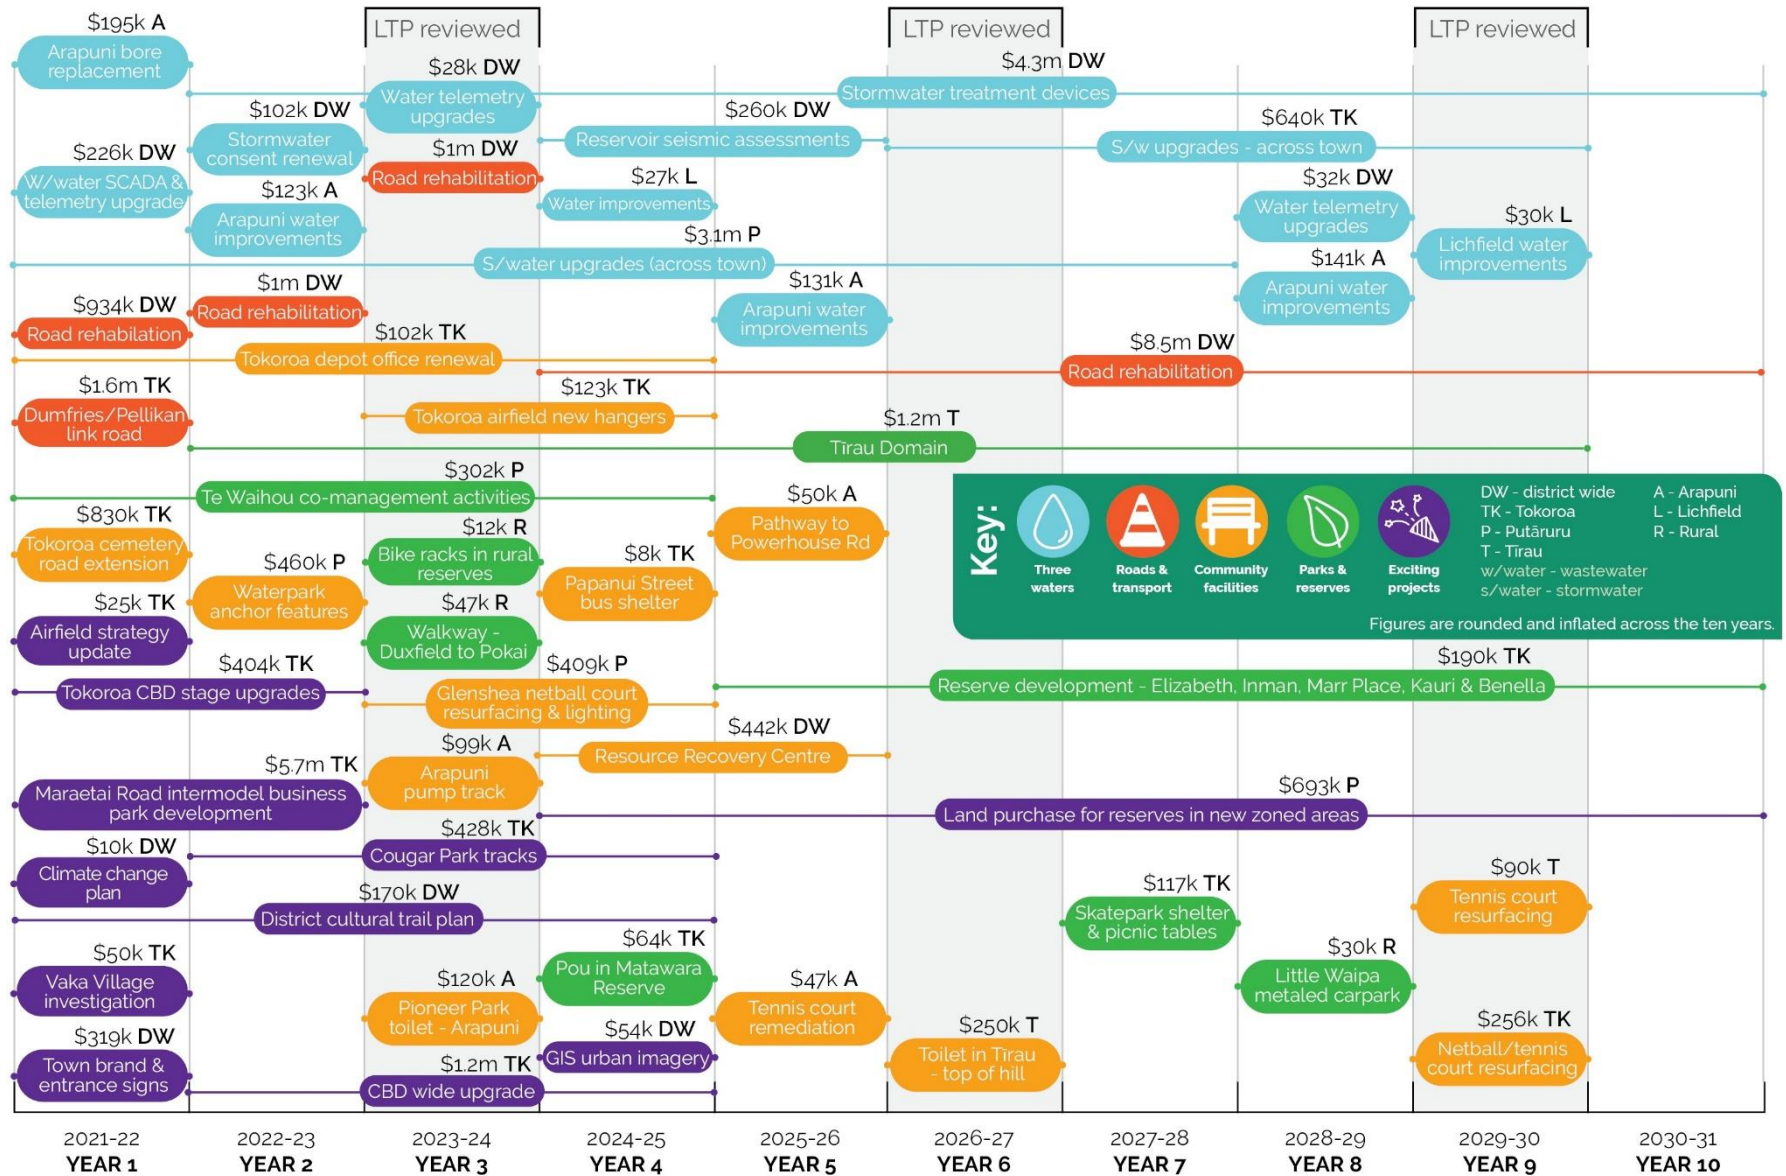 $195k A
Arapuni bore
replacement
LTP reviewed
LTP reviewed
LTP reviewed
$28k DW
Water telemetry
upgrades
$4.3m DW
Stormwater treatment devices
$102k DW
Stormwater
consent renewal
$260k DW
Reservoir seismic assessments
$640k TK
S/w upgrades - across town
$226k DW
W/water SCADA &
telemetry upgrade
$1m DW
Road rehabilitation
$123k A
Arapuni water
improvements
$27k L
Water improvements
$32k DW
Water telemetry
upgrades
$30k L
Lichfield water
improvements
$3.1m P
S/water upgrades (across town)
$141k A
Arapuni water
improvements
$131k A
Arapuni water
improvements
$934k DW
Road rehabilation
$1m DW
Road rehabilitation
$102k TK
Tokoroa depot office renewal
$8.5m DW
Road rehabilitation
$1.6m TK
Dumfries/Pellikan
link road
$123k TK
Tokoroa airfield new hangers
$1.2m T
Tīrau Domain
$302k P
Te Waihou co-management activities
$50k A
Pathway to
Powerhouse Rd
$830k TK
Tokoroa cemetery
road extension
$12k R
Bike racks in rural
reserves
$460k P
Waterpark
anchor features
$8k TK
Papanui Street
bus shelter
$25k TK
Airfield strategy
update
$47k R
Walkway -
Duxfield to Pokai
Key:
Three
waters
Roads &
transport
Community
facilities
Parks &
reserves
Exciting
projects
DW - district wide
TK - Tokoroa
P - Putāruru
T - Tīrau
w/water - wastewater
s/water - stormwater
A - Arapuni
L - Lichfield
R - Rural
Figures are rounded and inflated across the ten years.
$404k TK
Tokoroa CBD stage upgrades
$409k P
Glenshea netball court
resurfacing & lighting
$190k TK
Reserve development - Elizabeth, Inman, Marr Place, Kauri & Benella
$442k DW
Resource Recovery Centre
$99k A
Arapuni
pump track
$5.7m TK
Maraetai Road intermodel business
park development
$693k P
Land purchase for reserves in new zoned areas
$428k TK
Cougar Park tracks
$10k DW
Climate change
plan
$170k DW
District cultural trail plan
$117k TK
Skatepark shelter
& picnic tables
$90k T
Tennis court
resurfacing
$50k TK
Vaka Village
investigation
$64k TK
Pou in Matawara
Reserve
$30k R
Little Waipa
metaled carpark
$120k A
Pioneer Park
toilet - Arapuni
$47k A
Tennis court
remediation
$319k DW
Town brand &
entrance signs
$54k DW
GIS urban imagery
$250k T
Toilet in Tīrau
- top of hill
$256k TK
Netball/tennis
court resurfacing
$1.2m TK
CBD wide upgrade
2021-22
YEAR 1
2022-23
YEAR 2
2023-24
YEAR 3
2024-25
YEAR 4
2025-26
YEAR 5
2026-27
YEAR 6
2027-28
YEAR 7
2028-29
YEAR 8
2029-30
YEAR 9
2030-31
YEAR 10